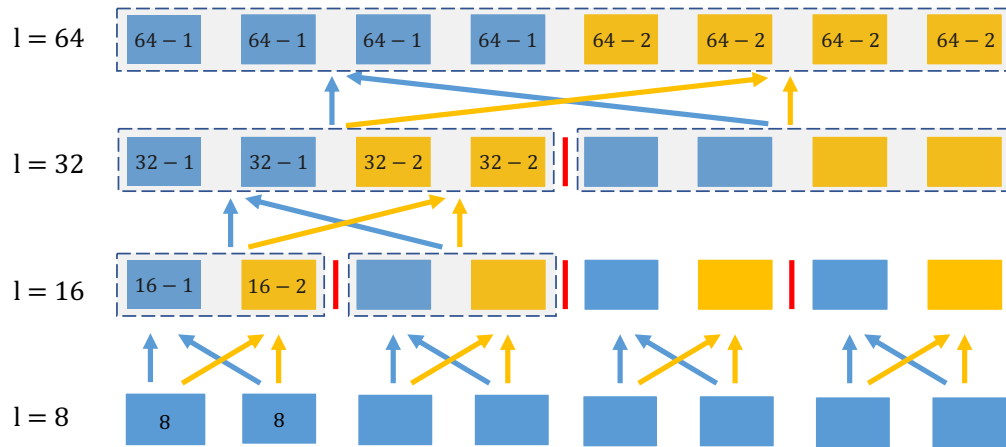 l = 64 64 − 1 64 − 1 64 − 1 64 − 1 64 − 2 64 − 2 64 − 2 64 − 2
l = 32 32 − 1 32 − 1 32 − 2 32 − 2
l = 16 16 − 1 16 − 2
l = 8 8 8